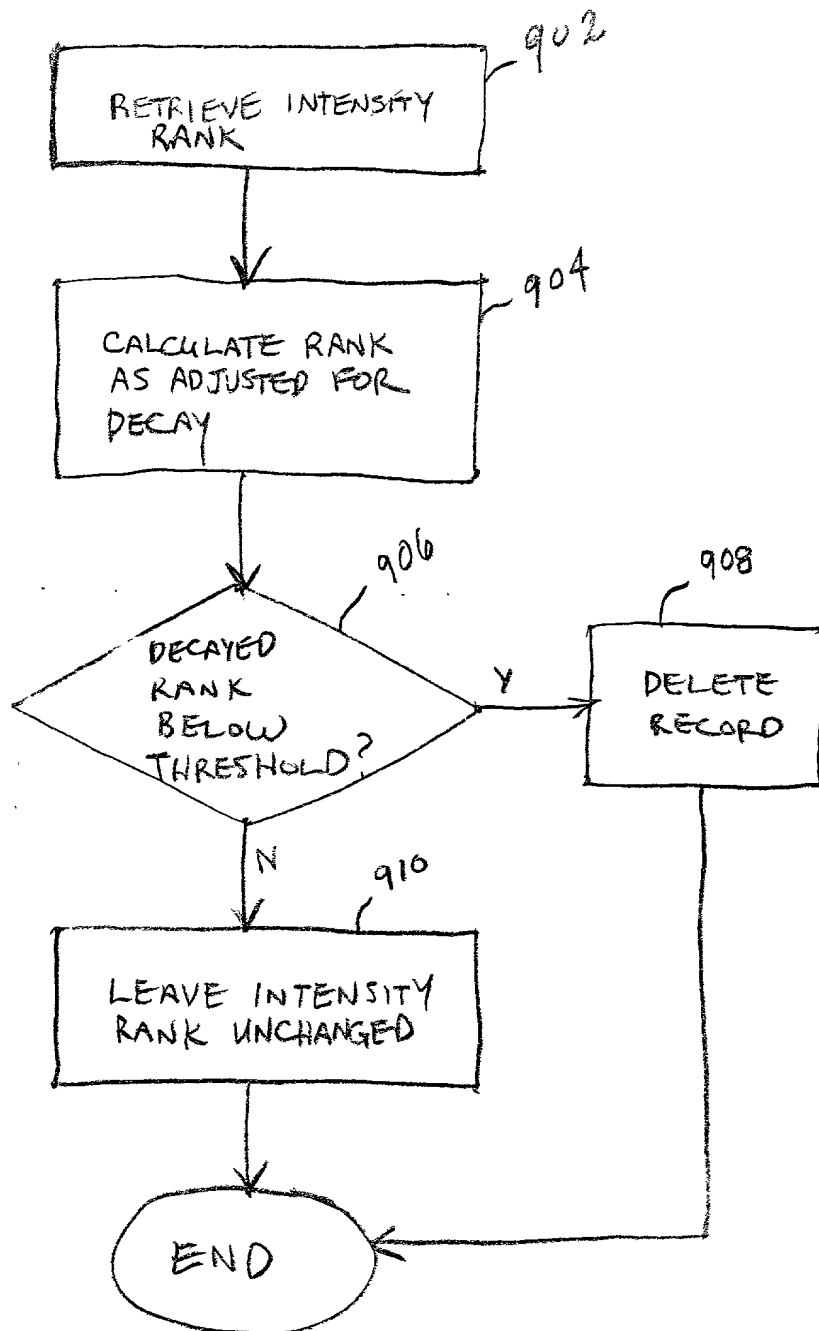 902
RETRIEVE INTENSITY
RANK
904
CALCULATE RANK
AS ADJUSTED FOR
DECAY
906
DECAYED
RANK
BELOW
THRESHOLD?
Y
908
DELETE
RECORD
N
910
LEAVE INTENSITY
RANK UNCHANGED
END